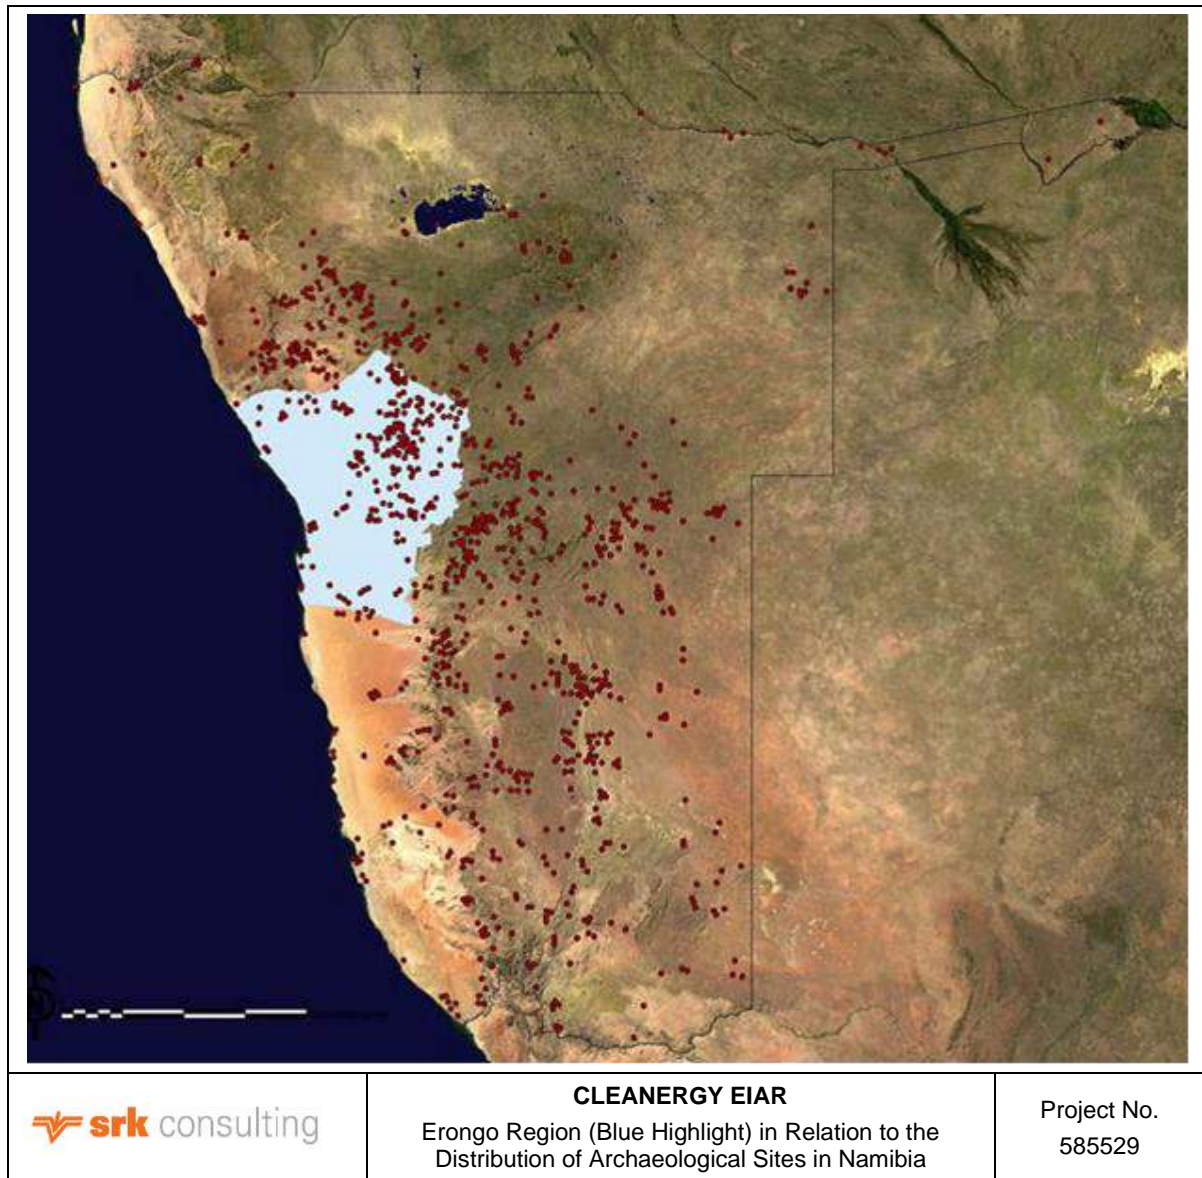 srk consulting
CLEANERGY EIAR
Erongo Region (Blue Highlight) in Relation to the
Distribution of Archaeological Sites in Namibia
Project No.
585529